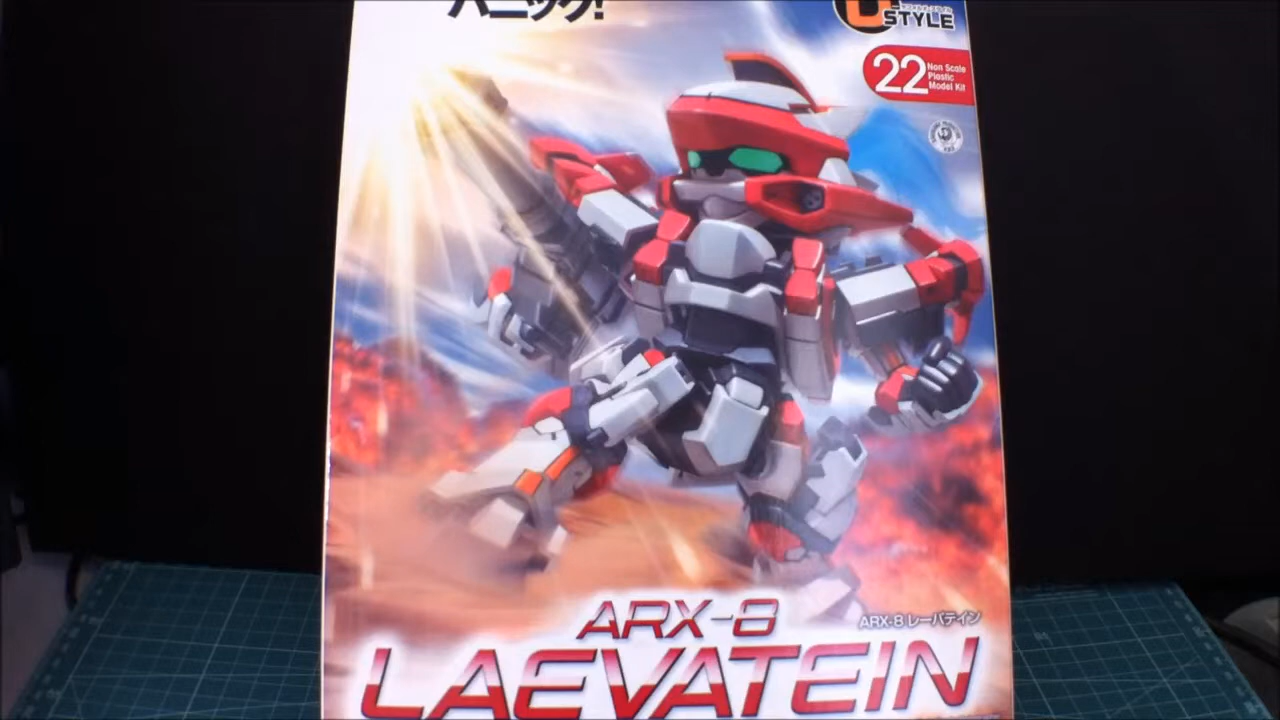 パニック!
D-
STYLE
22
Non Scale
Plastic
Model Kit
ARX-8
ARX-8 レーバテイン
LAEVATEIN